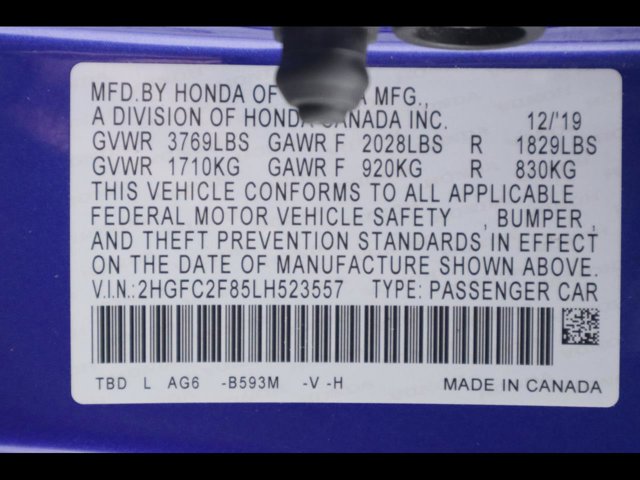 MFD.BY HONDA OF A MFG.,
A DIVISION OF HONDA CANADA INC. 12/'19
GVWR 3769LBS GAWR F 2028LBS R 1829LBS
GVWR 1710KG GAWR F 920KG R 830KG
THIS VEHICLE CONFORMS TO ALL APPLICABLE
FEDERAL MOTOR VEHICLE SAFETY , BUMPER ,
AND THEFT PREVENTION STANDARDS IN EFFECT
ON THE DATE OF MANUFACTURE SHOWN ABOVE.
V.I.N.:2HGFC2F85LH523557 TYPE: PASSENGER CAR
TBD L AG6 -B593M -V -H MADE IN CANADA